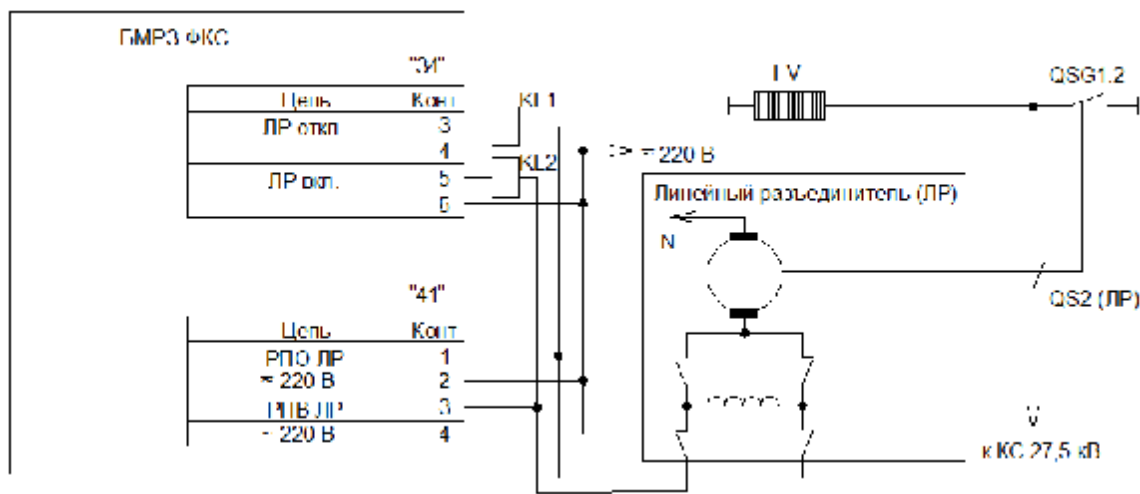 БМРЗ ФКС
"34"
Цепь Конт
ЛР откл 3
4
ЛР вкл. 5
6
KL1
KL2
≂ 220 В
QSG1.2
Линейный разъединитель (ЛР)
N
QS2 (ЛР)
"41"
Цепь Конт
РПО ЛР 1
≂ 220 В 2
РПВ ЛР 3
~ 220 В 4
к КС 27,5 кВ